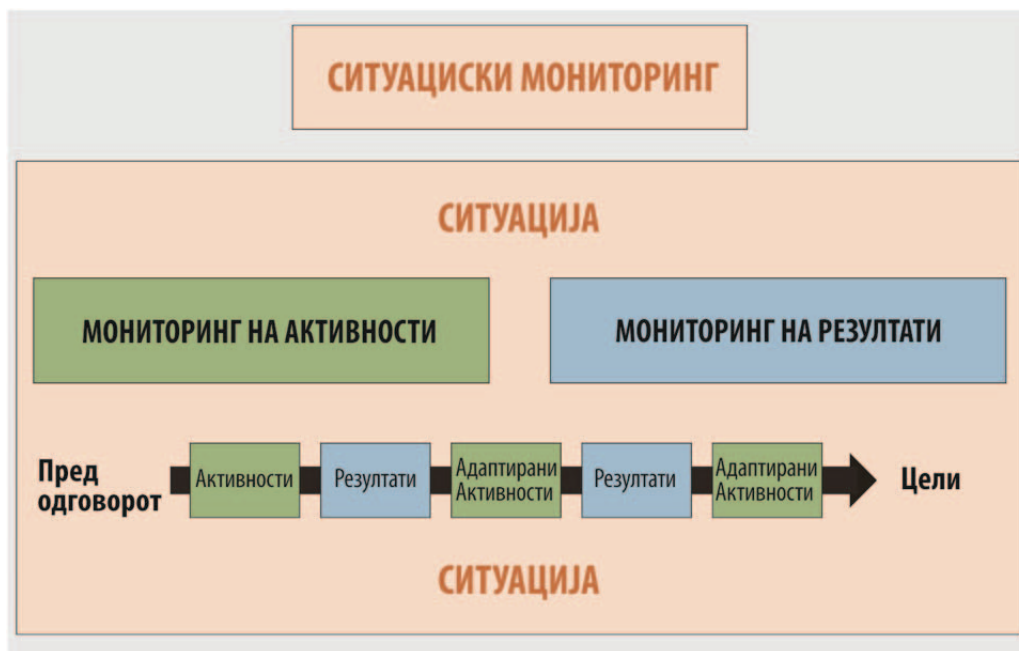 СИТУАЦИСКИ МОНИТОРИНГ
СИТУАЦИЈА
МОНИТОРИНГ НА АКТИВНОСТИ
МОНИТОРИНГ НА РЕЗУЛТАТИ
Пред
одговорот
Активности
Резултати
Адаптирани
Активности
Резултати
Адаптирани
Активности
Цели
СИТУАЦИЈА